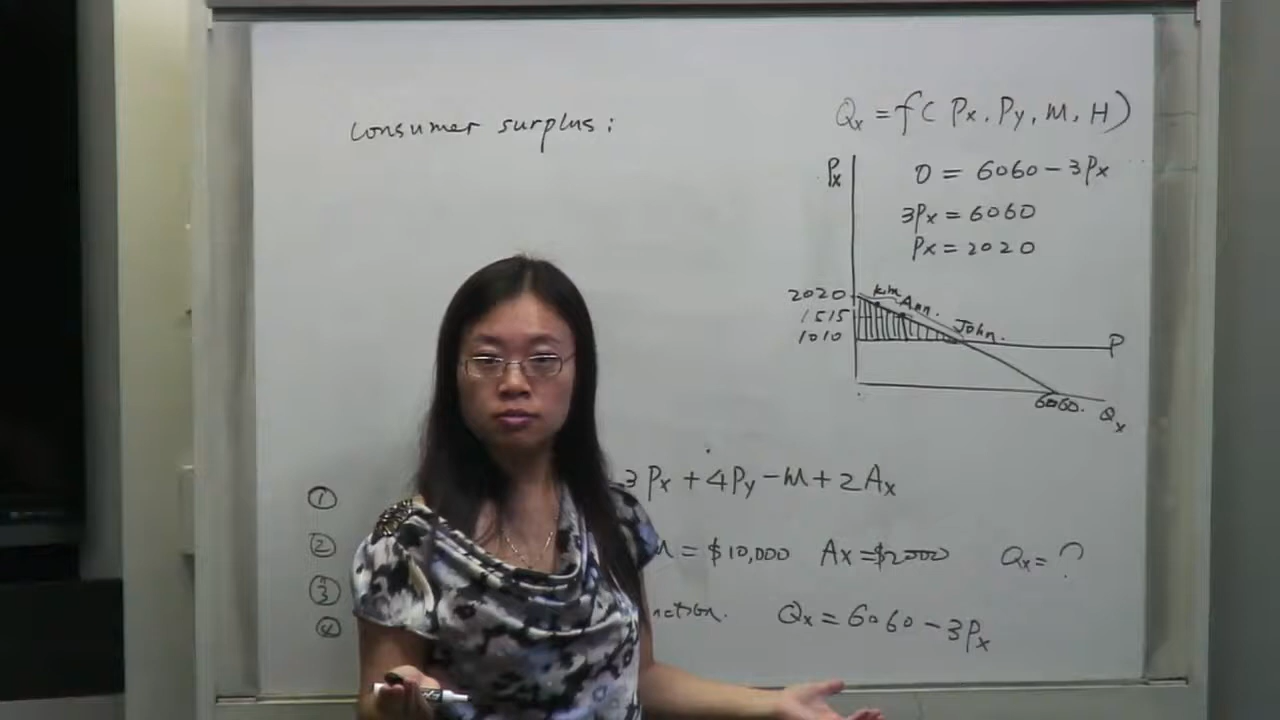 consumer surplus:
Qx = f( Px, Py, M, H)
Px
0 = 6060 - 3Px
3Px = 6060
Px = 2020
2020
1515
1010
kim
Ann.
John.
P
6060.
Qx
① 3Px + 4Py - M + 2Ax
② M = $10,000 Ax = $2000 Qx = ?
③ nction. Qx = 6060 - 3Px
④